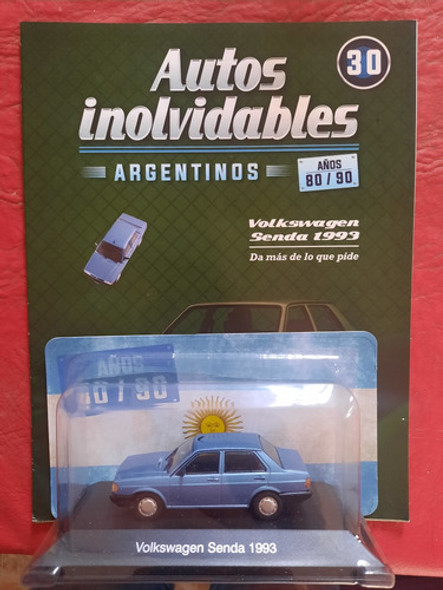 30
Autos
inolvidables
ARGENTINOS
AÑOS
80 / 90
Volkswagen
Senda 1993
Da más de lo que pide
AÑOS
80 / 90
Volkswagen Senda 1993